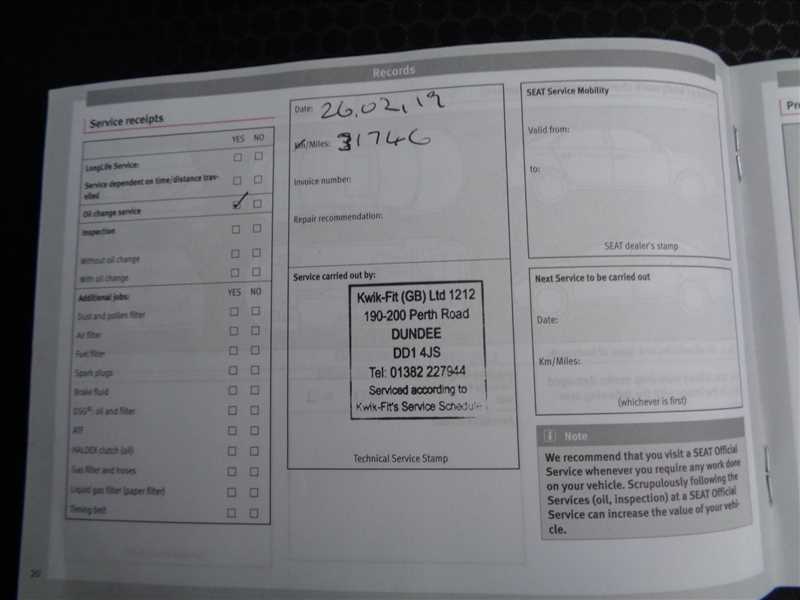 Records
Service receipts
YES NO
LongLife Service:
Service dependent on time/distance trav-
elled
Oil change service
Inspection
Without oil change
With oil change
Additional jobs: YES NO
Dust and pollen filter
Air filter
Fuel filter
Spark plugs
Brake fluid
DSG®: oil and filter
ATF
HALDEX clutch (oil)
Gas filter and hoses
Liquid gas filter (paper filter)
Timing belt
20
Date: 26.02.19
Km/Miles: 31746
Invoice number:
Repair recommendation:
Service carried out by:
Kwik-Fit (GB) Ltd 1212
190-200 Perth Road
DUNDEE
DD1 4JS
Tel: 01382 227944
Serviced according to
Kwik-Fit's Service Schedule
Technical Service Stamp
SEAT Service Mobility
Valid from:
to:
SEAT dealer's stamp
Next Service to be carried out
Date:
Km/Miles:
(whichever is first)
i Note
We recommend that you visit a SEAT Official
Service whenever you require any work done
on your vehicle. Scrupulously following the
Services (oil, inspection) at a SEAT Official
Service can increase the value of your vehi-
cle.